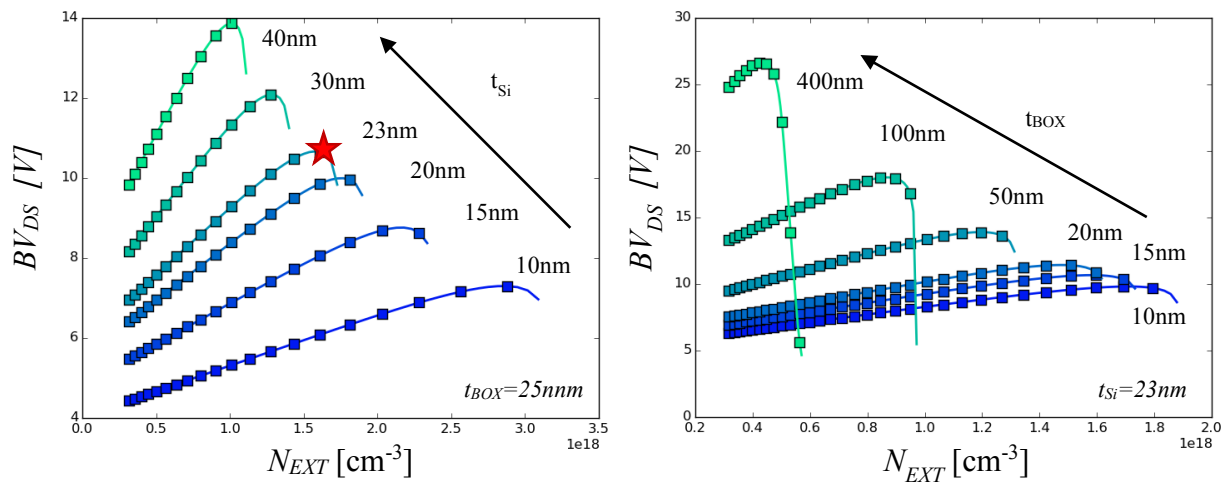 BV_DS [V]
14
12
10
8
6
4
40nm
30nm
23nm
20nm
15nm
10nm
t_Si
t_BOX=25nnm
0.0 0.5 1.0 1.5 2.0 2.5 3.0 3.5
1e18
N_EXT [cm^-3]
BV_DS [V]
30
25
20
15
10
5
0
400nm
100nm
50nm
20nm
15nm
10nm
t_BOX
t_Si=23nm
0.2 0.4 0.6 0.8 1.0 1.2 1.4 1.6 1.8 2.0
1e18
N_EXT [cm^-3]